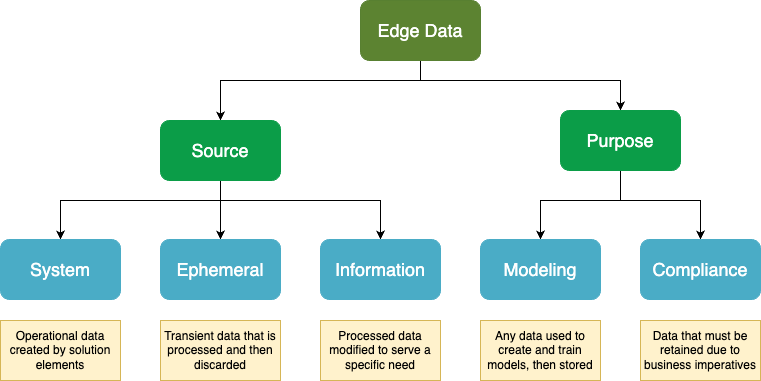 Edge Data
Source
Purpose
System
Ephemeral
Information
Modeling
Compliance
Operational data
created by solution
elements
Transient data that is
processed and then
discarded
Processed data
modified to serve a
specific need
Any data used to
create and train
models, then stored
Data that must be
retained due to
business imperatives